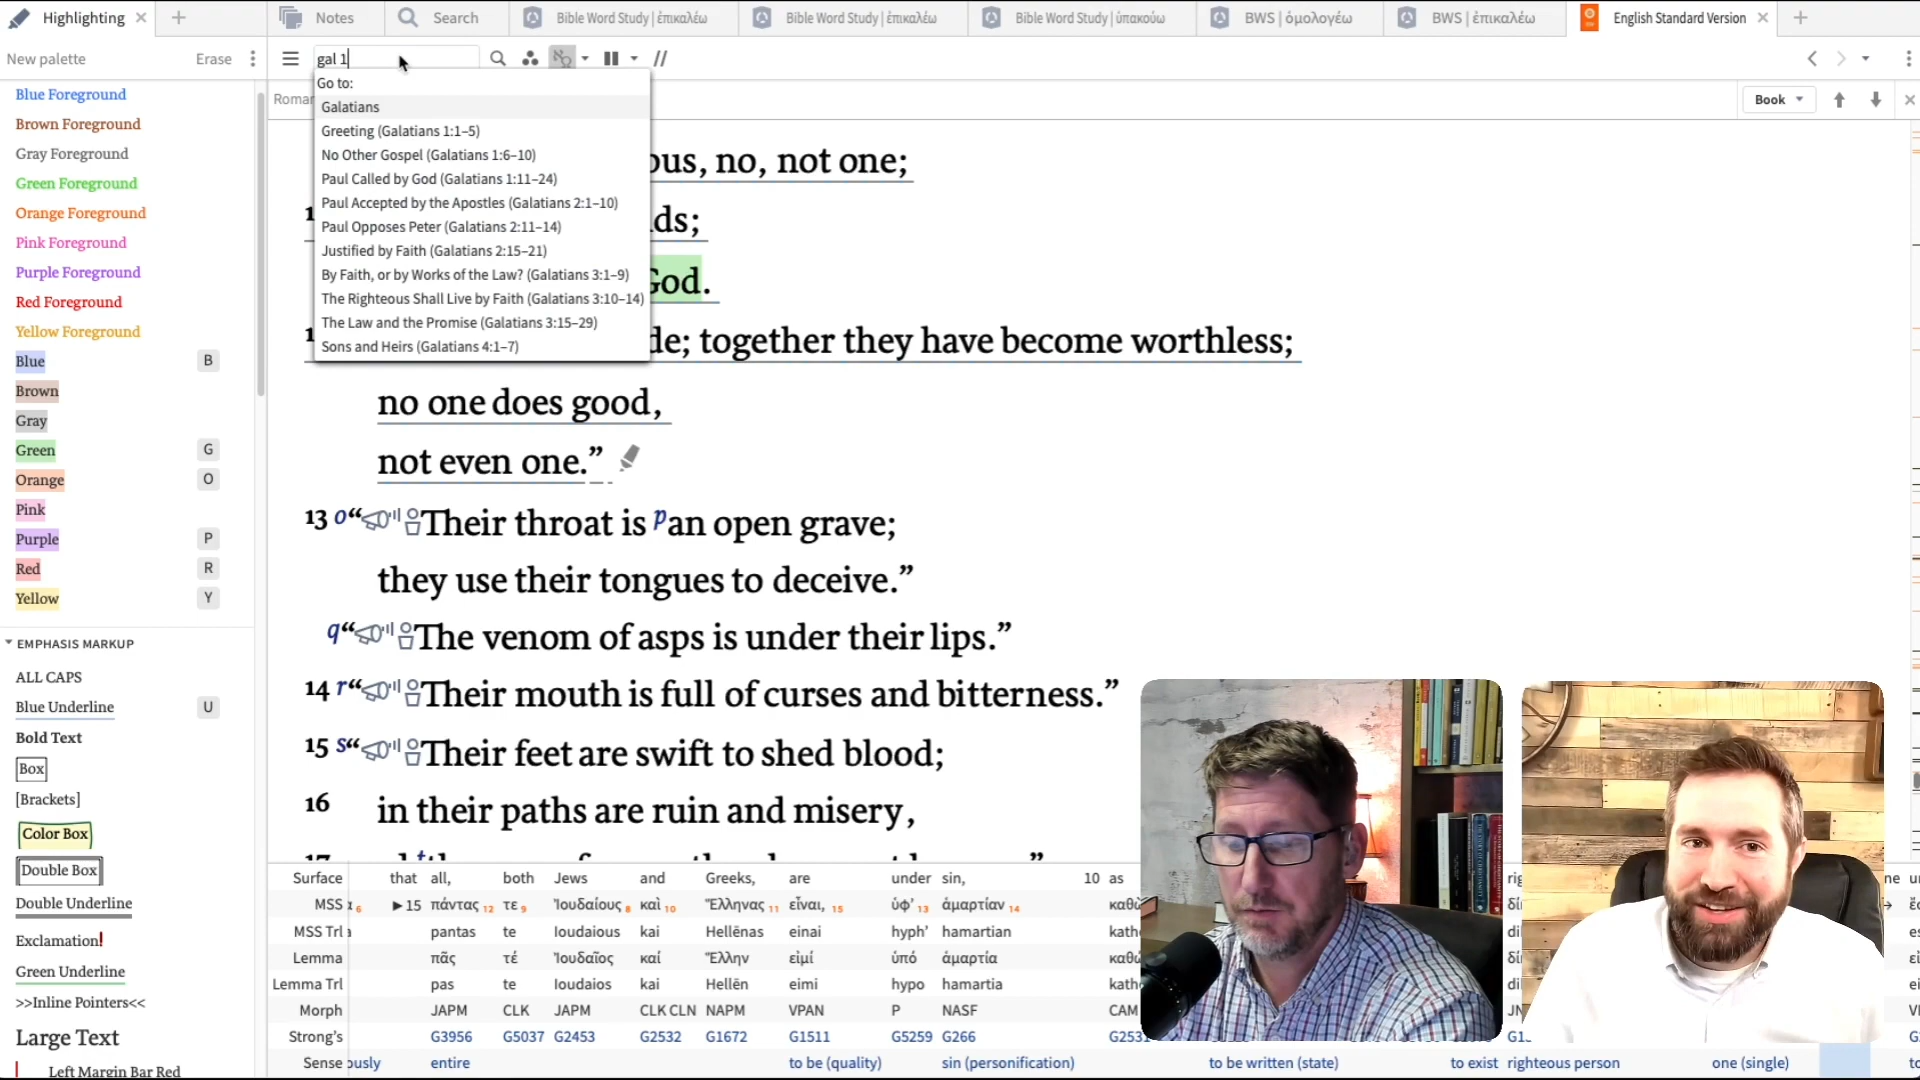 Highlighting
Notes
Search
Bible Word Study | ἐπικαλέω
Bible Word Study | ἐπικαλέω
Bible Word Study | ὑπακούω
BWS | ὁμολογέω
BWS | ἐπικαλέω
English Standard Version
New palette
Erase
gal 1
Go to:
Galatians
Greeting (Galatians 1:1–5)
No Other Gospel (Galatians 1:6–10)
Paul Called by God (Galatians 1:11–24)
Paul Accepted by the Apostles (Galatians 2:1–10)
Paul Opposes Peter (Galatians 2:11–14)
Justified by Faith (Galatians 2:15–21)
By Faith, or by Works of the Law? (Galatians 3:1–9)
The Righteous Shall Live by Faith (Galatians 3:10–14)
The Law and the Promise (Galatians 3:15–29)
Sons and Heirs (Galatians 4:1–7)
Book
Blue Foreground
Brown Foreground
Gray Foreground
Green Foreground
Orange Foreground
Pink Foreground
Purple Foreground
Red Foreground
Yellow Foreground
Blue B
Brown
Gray
Green G
Orange O
Pink
Purple P
Red R
Yellow Y
EMPHASIS MARKUP
ALL CAPS
Blue Underline U
Bold Text
Box
[Brackets]
Color Box
Double Box
Double Underline
Exclamation!
Green Underline
>>Inline Pointers<<
Large Text
Left Margin Bar Red
ous, no, not one;
ds;
God.
de; together they have become worthless;
no one does good,
not even one.”
13 o“Their throat is p an open grave;
they use their tongues to deceive.”
q“The venom of asps is under their lips.”
14 r“Their mouth is full of curses and bitterness.”
15 s“Their feet are swift to shed blood;
16 in their paths are ruin and misery,
Surface that all, both Jews and Greeks, are under sin, 10 as
MSS 6 ▶15 πάντας 12 τε 9 Ἰουδαίους 8 καὶ 10 Ἕλληνας 11 εἶναι, 15 ὑφ’ 13 ἁμαρτίαν 14
MSS Trl pantas te Ioudaious kai Hellēnas einai hyph’ hamartian
Lemma πᾶς τέ Ἰουδαῖος καί Ἕλλην εἰμί ὑπό ἁμαρτία
Lemma Trl pas te Ioudaios kai Hellēn eimi hypo hamartia
Morph JAPM CLK JAPM CLK CLN NAPM VPAN P NASF CAM
Strong’s G3956 G5037 G2453 G2532 G1672 G1511 G5259 G266
Sense ously entire to be (quality) sin (personification) to be written (state) to exist righteous person one (single)